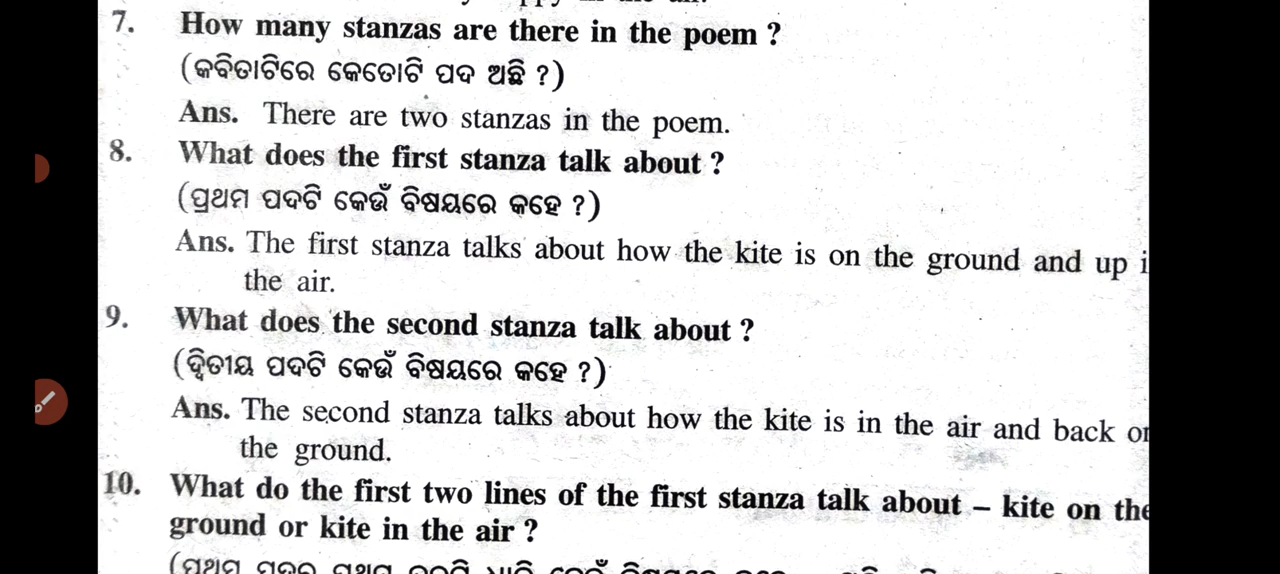 7. How many stanzas are there in the poem ?
(କବିତାଟିରେ କେତୋଟି ପଦ ଅଛି ?)
Ans. There are two stanzas in the poem.
8. What does the first stanza talk about ?
(ପ୍ରଥମ ପଦଟି କେଉଁ ବିଷୟରେ କହେ ?)
Ans. The first stanza talks about how the kite is on the ground and up i
the air.
9. What does the second stanza talk about ?
(ଦ୍ୱିତୀୟ ପଦଟି କେଉଁ ବିଷୟରେ କହେ ?)
Ans. The second stanza talks about how the kite is in the air and back on
the ground.
10. What do the first two lines of the first stanza talk about – kite on the
ground or kite in the air ?